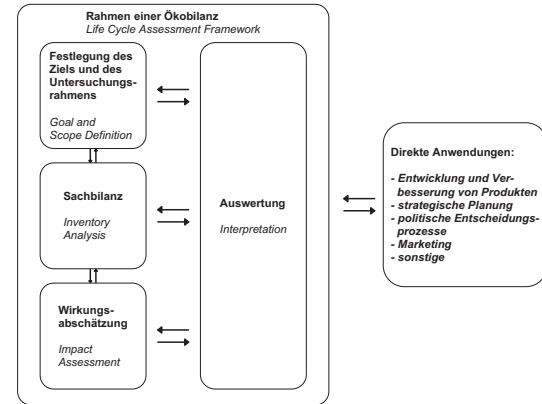 Rahmen einer Ökobilanz
Life Cycle Assessment Framework
Festlegung des
Ziels und des
Untersuchungs-
rahmens
Goal and
Scope Definition
Sachbilanz
Inventory
Analysis
Wirkungs-
abschätzung
Impact
Assessment
Auswertung
Interpretation
Direkte Anwendungen:
- Entwicklung und Ver-
besserung von Produkten
- strategische Planung
- politische Entscheidungs-
prozesse
- Marketing
- sonstige